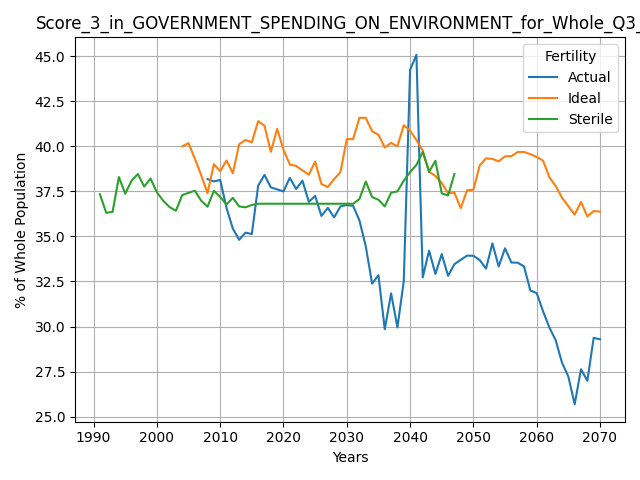 Score_3_in_GOVERNMENT_SPENDING_ON_ENVIRONMENT_for_Whole_Q3_
Fertility
Actual
Ideal
Sterile
% of Whole Population
45.0
42.5
40.0
37.5
35.0
32.5
30.0
27.5
25.0
1990 2000 2010 2020 2030 2040 2050 2060 2070
Years